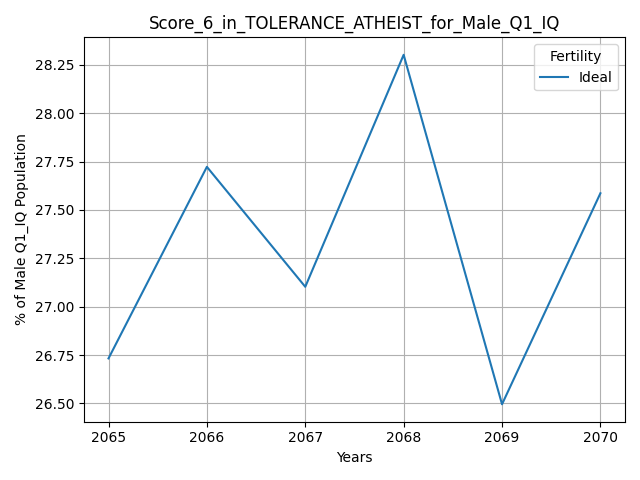 Score_6_in_TOLERANCE_ATHEIST_for_Male_Q1_IQ
Fertility
Ideal
% of Male Q1_IQ Population
28.25
28.00
27.75
27.50
27.25
27.00
26.75
26.50
2065 2066 2067 2068 2069 2070
Years